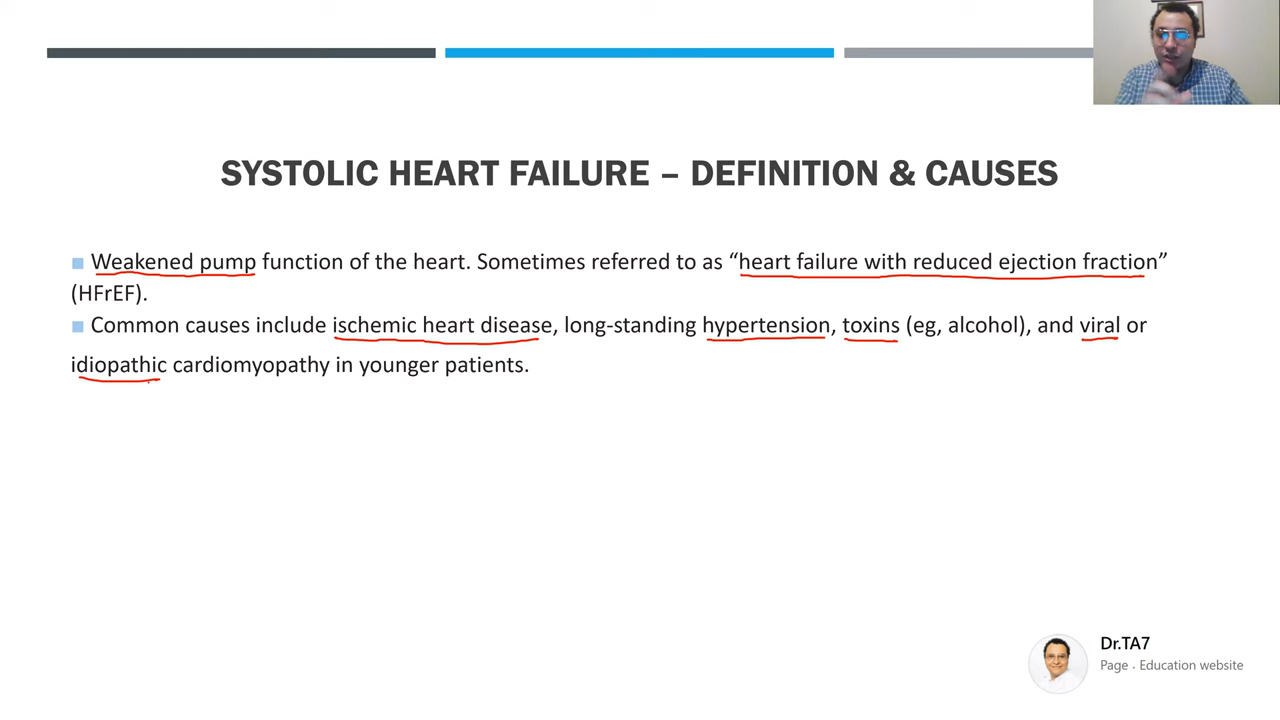 SYSTOLIC HEART FAILURE – DEFINITION & CAUSES
■ Weakened pump function of the heart. Sometimes referred to as “heart failure with reduced ejection fraction”
(HFrEF).
■ Common causes include ischemic heart disease, long-standing hypertension, toxins (eg, alcohol), and viral or
idiopathic cardiomyopathy in younger patients.
Dr.TA7
Page · Education website